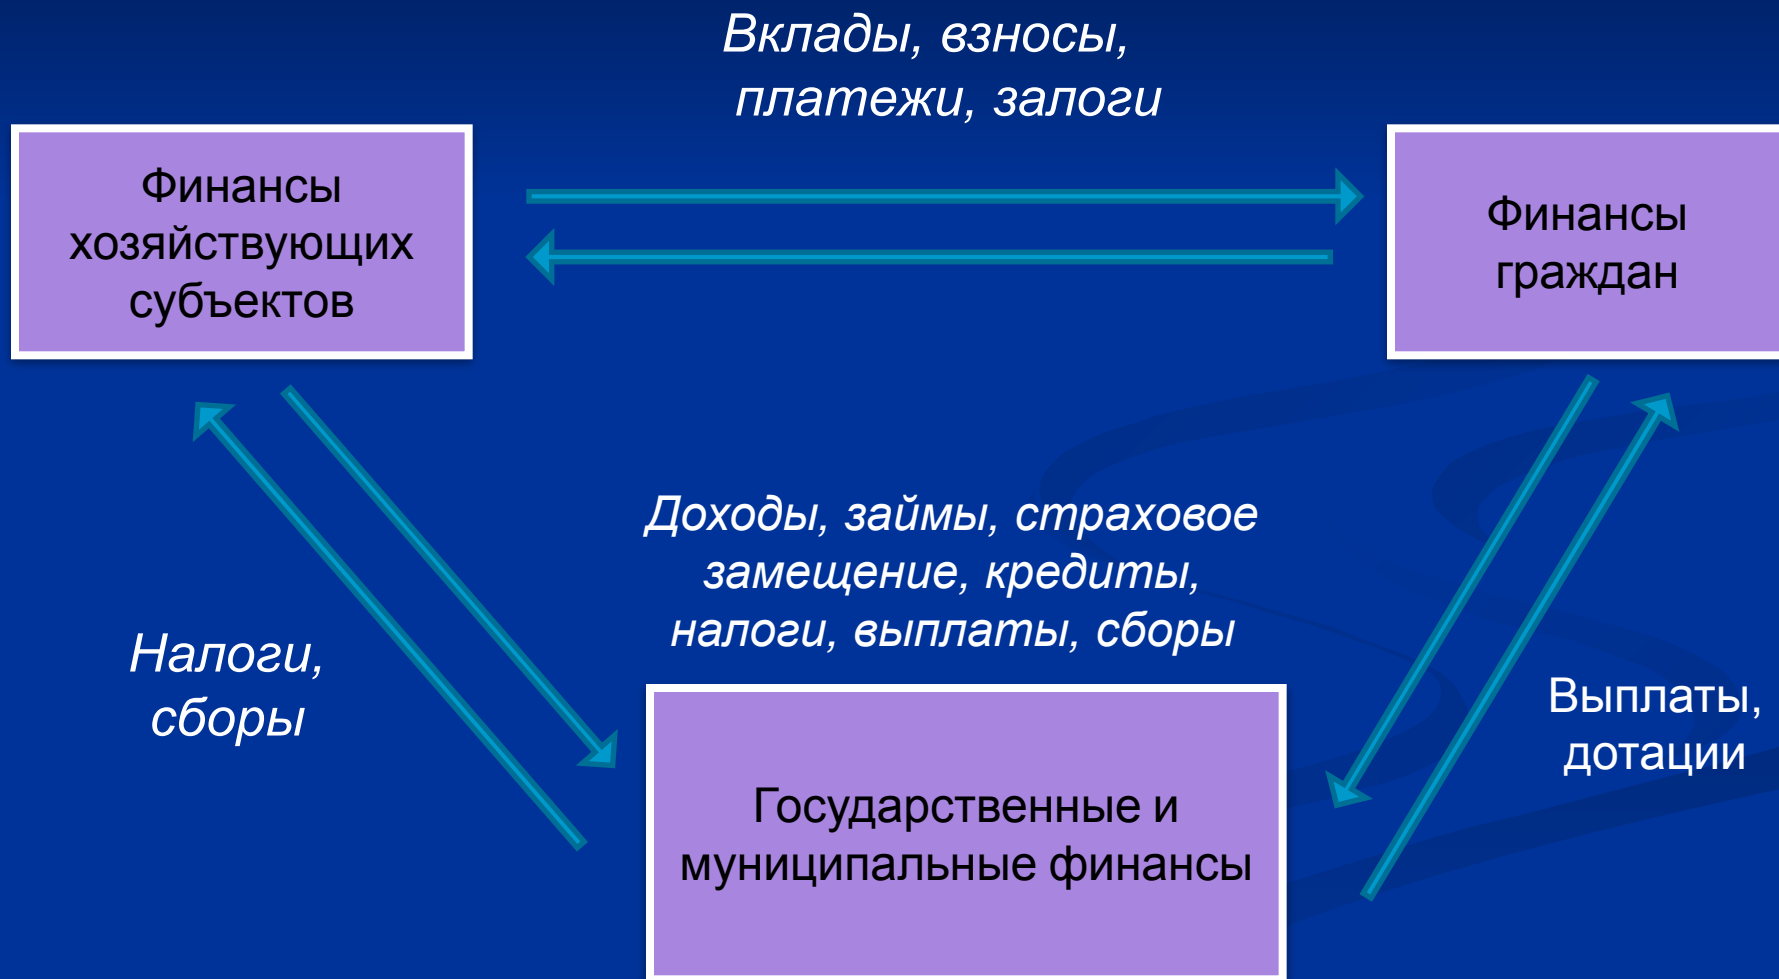 Вклады, взносы,
платежи, залоги
Финансы
хозяйствующих
субъектов
Финансы
граждан
Доходы, займы, страховое
замещение, кредиты,
налоги, выплаты, сборы
Налоги,
сборы
Выплаты,
дотации
Государственные и
муниципальные финансы